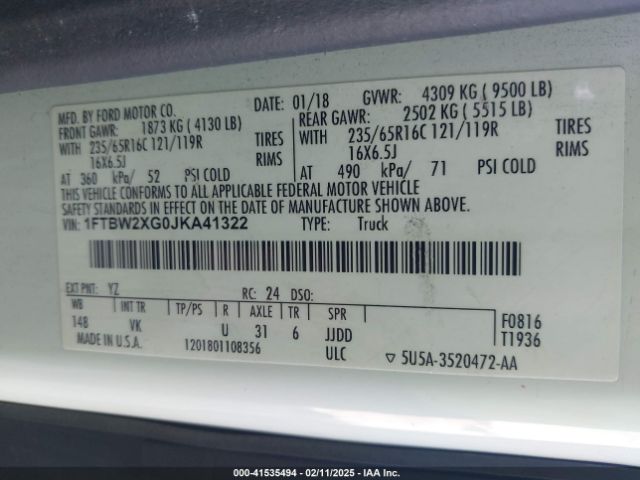 MFD. BY FORD MOTOR CO. DATE: 01/18 GVWR: 4309 KG ( 9500 LB)
FRONT GAWR: 1873 KG ( 4130 LB) REAR GAWR: 2502 KG ( 5515 LB)
WITH 235/65R16C 121/119R TIRES WITH 235/65R16C 121/119R TIRES
16X6.5J RIMS 16X6.5J RIMS
AT 360 kPa/ 52 PSI COLD AT 490 kPa/ 71 PSI COLD
THIS VEHICLE CONFORMS TO ALL APPLICABLE FEDERAL MOTOR VEHICLE
SAFETY STANDARDS IN EFFECT ON THE DATE OF MANUFACTURE SHOWN ABOVE.
VIN: 1FTBW2XG0JKA41322 TYPE: Truck
EXT PNT: YZ RC: 24 DSO:
WB INT TR TP/PS R AXLE TR SPR F0816
148 VK U 31 6 JJDD T1936
MADE IN U.S.A. 1201801108356 ULC ▽ 5U5A-3520472-AA
000-41535494 - 02/11/2025 - IAA Inc.